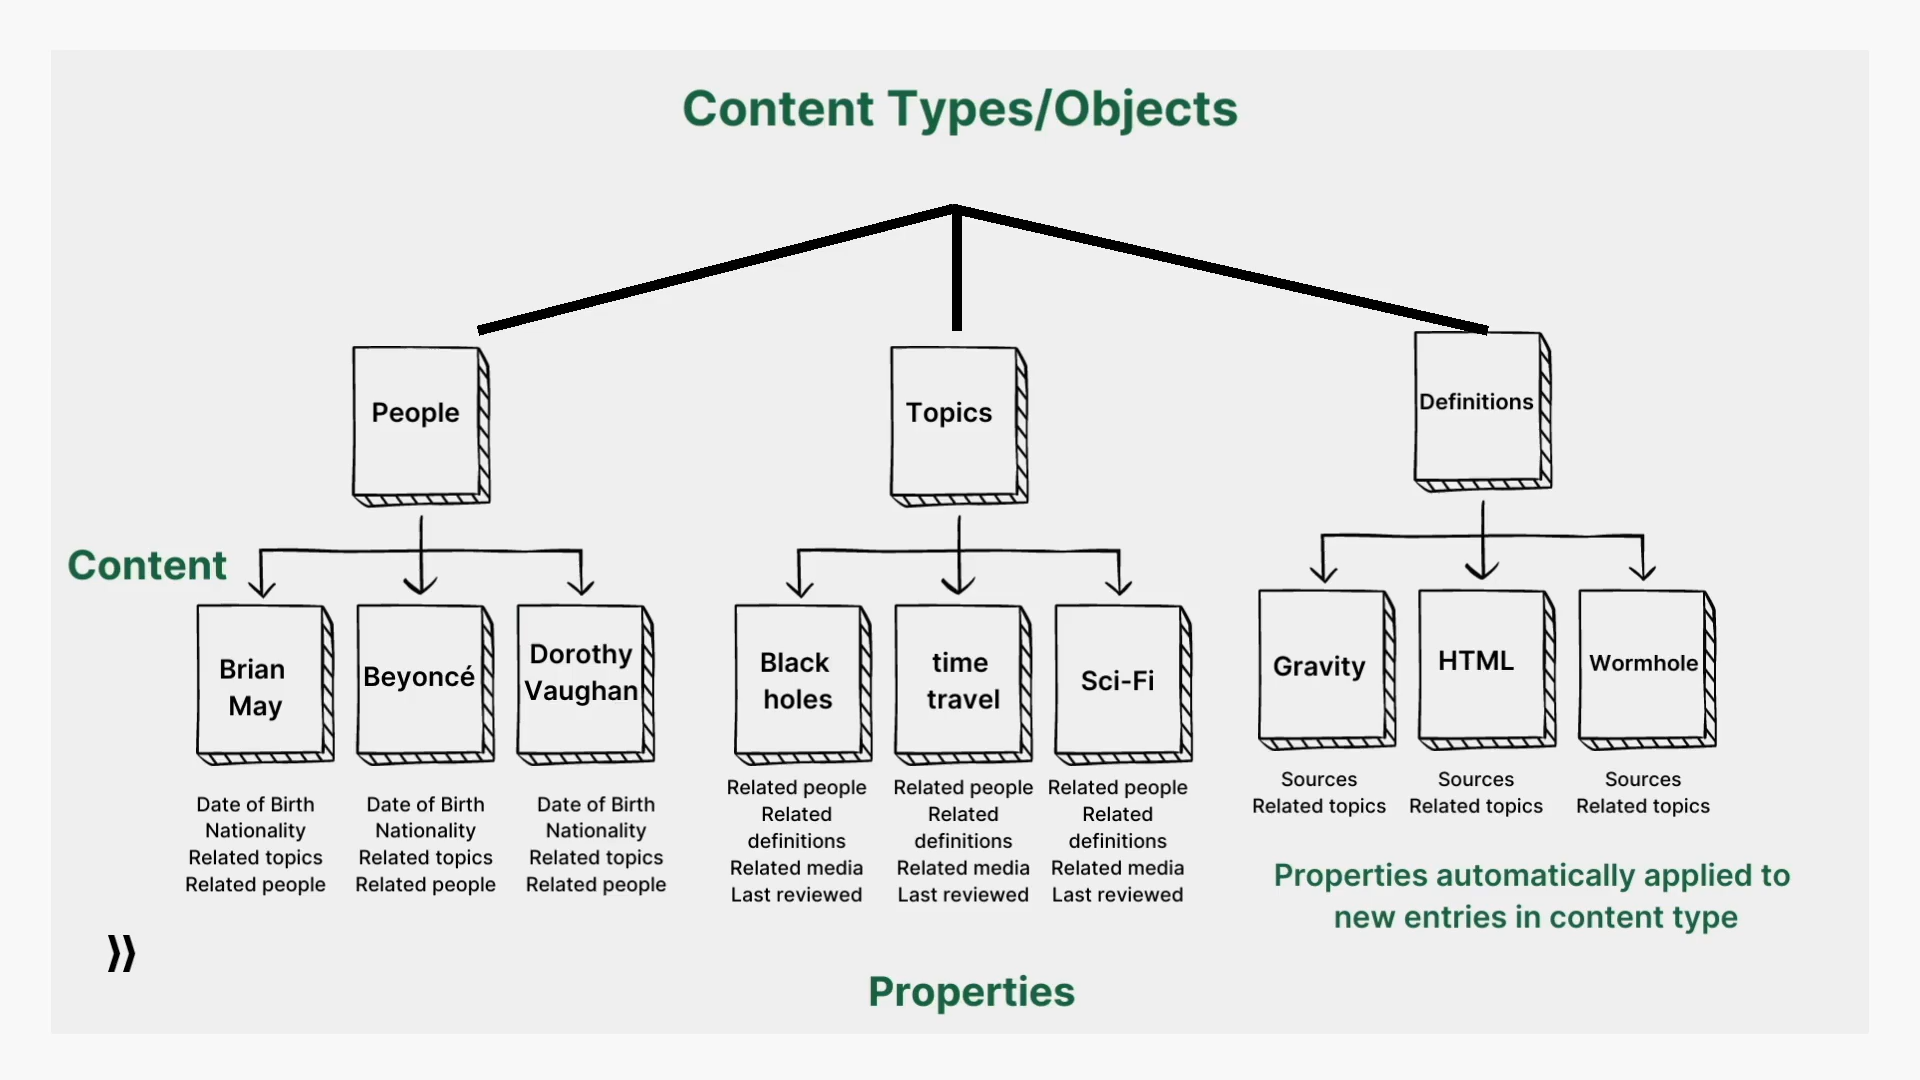 Content Types/Objects
People
Topics
Definitions
Content
Brian
May
Beyoncé
Dorothy
Vaughan
Black
holes
time
travel
Sci-Fi
Gravity
HTML
Wormhole
Date of Birth
Nationality
Related topics
Related people
Date of Birth
Nationality
Related topics
Related people
Date of Birth
Nationality
Related topics
Related people
Related people
Related
definitions
Related media
Last reviewed
Related people
Related
definitions
Related media
Last reviewed
Related people
Related
definitions
Related media
Last reviewed
Sources
Related topics
Sources
Related topics
Sources
Related topics
Properties automatically applied to
new entries in content type
Properties